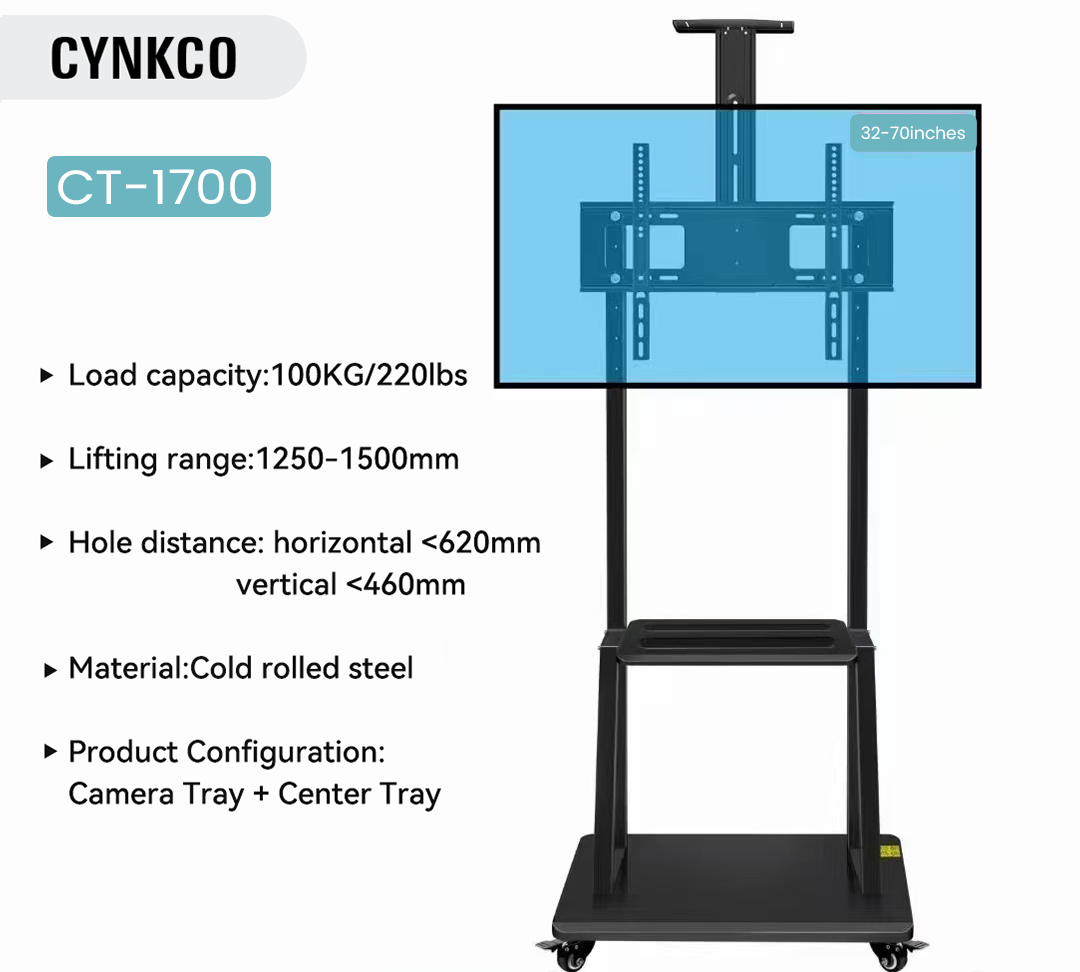 CYNKCO
CT-1700
32-70inches
Load capacity:100KG/220lbs
Lifting range:1250-1500mm
Hole distance: horizontal <620mm
vertical <460mm
Material:Cold rolled steel
Product Configuration:
Camera Tray + Center Tray